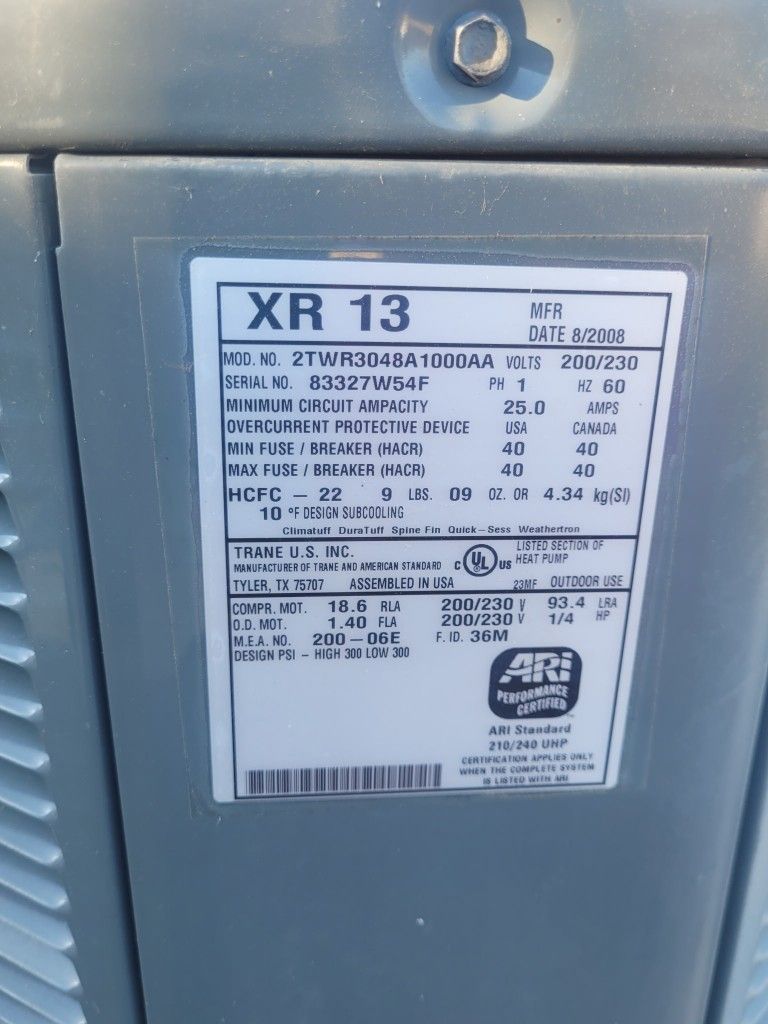 XR 13
MFR
DATE 8/2008
MOD. NO. 2TWR3048A1000AA VOLTS 200/230
SERIAL NO. 83327W54F PH 1 HZ 60
MINIMUM CIRCUIT AMPACITY 25.0 AMPS
OVERCURRENT PROTECTIVE DEVICE USA CANADA
MIN FUSE / BREAKER (HACR) 40 40
MAX FUSE / BREAKER (HACR) 40 40
HCFC – 22 9 LBS. 09 OZ. OR 4.34 kg(SI)
10 °F DESIGN SUBCOOLING
Climatuff DuraTuff Spine Fin Quick–Sess Weathertron
TRANE U.S. INC.
MANUFACTURER OF TRANE AND AMERICAN STANDARD
TYLER, TX 75707 ASSEMBLED IN USA
C UL US
LISTED SECTION OF
HEAT PUMP
23MF OUTDOOR USE
COMPR. MOT. 18.6 RLA 200/230 V 93.4 LRA
O.D. MOT. 1.40 FLA 200/230 V 1/4 HP
M.E.A. NO. 200–06E F. ID. 36M
DESIGN PSI – HIGH 300 LOW 300
ARI
PERFORMANCE
CERTIFIED™
ARI Standard
210/240 UHP
CERTIFICATION APPLIES ONLY
WHEN THE COMPLETE SYSTEM
IS LISTED WITH ARI